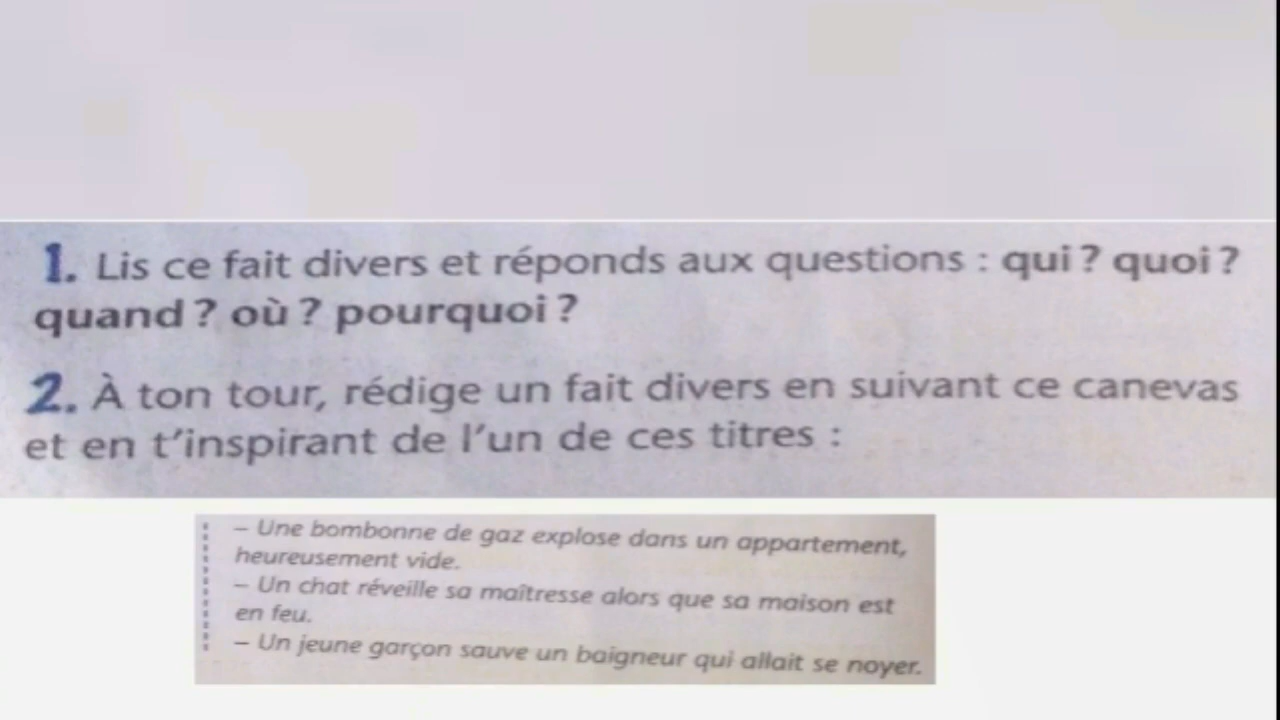 1. Lis ce fait divers et réponds aux questions : qui ? quoi ?
quand ? où ? pourquoi ?
2. À ton tour, rédige un fait divers en suivant ce canevas
et en t'inspirant de l'un de ces titres :
– Une bombonne de gaz explose dans un appartement,
heureusement vide.
– Un chat réveille sa maîtresse alors que sa maison est
en feu.
– Un jeune garçon sauve un baigneur qui allait se noyer.